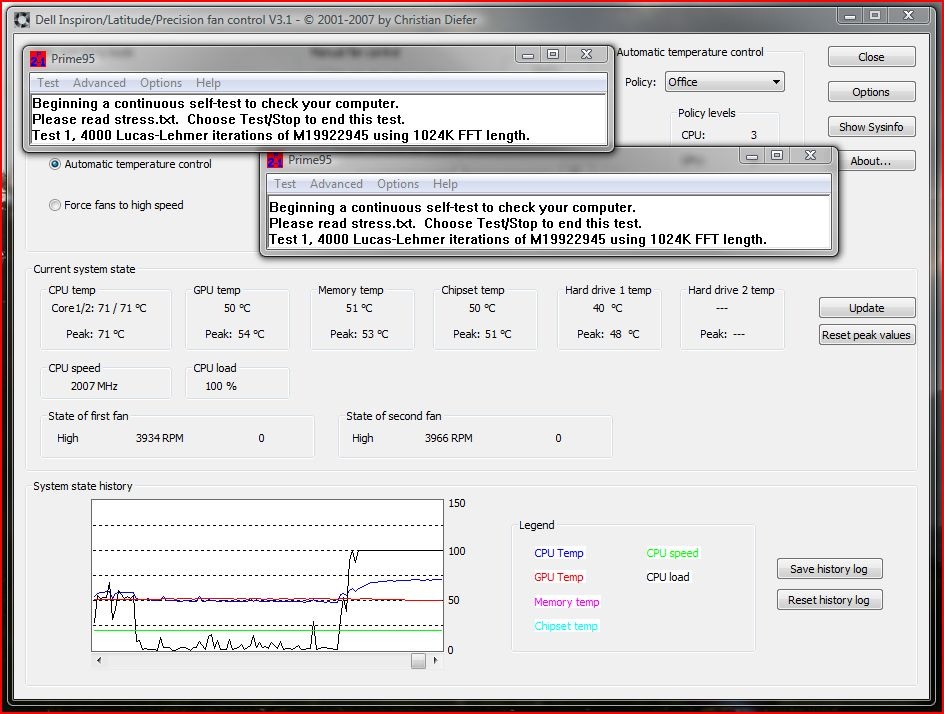 Dell Inspiron/Latitude/Precision fan control V3.1 - © 2001-2007 by Christian Diefer
Prime95
Test Advanced Options Help
Beginning a continuous self-test to check your computer.
Please read stress.txt. Choose Test/Stop to end this test.
Test 1, 4000 Lucas-Lehmer iterations of M19922945 using 1024K FFT length.
Automatic temperature control
Policy: Office
Policy levels
CPU: 3
Close
Options
Show Sysinfo
About...
Automatic temperature control
Force fans to high speed
Prime95
Test Advanced Options Help
Beginning a continuous self-test to check your computer.
Please read stress.txt. Choose Test/Stop to end this test.
Test 1, 4000 Lucas-Lehmer iterations of M19922945 using 1024K FFT length.
Current system state
CPU temp
Core1/2: 71 / 71 ºC
Peak: 71 ºC
GPU temp
50 ºC
Peak: 54 ºC
Memory temp
51 ºC
Peak: 53 ºC
Chipset temp
50 ºC
Peak: 51 ºC
Hard drive 1 temp
40 ºC
Peak: 48 ºC
Hard drive 2 temp
---
Peak: ---
Update
Reset peak values
CPU speed
2007 MHz
CPU load
100 %
State of first fan
High 3934 RPM 0
State of second fan
High 3966 RPM 0
System state history
150
100
50
0
Legend
CPU Temp
GPU Temp
Memory temp
Chipset temp
CPU speed
CPU load
Save history log
Reset history log